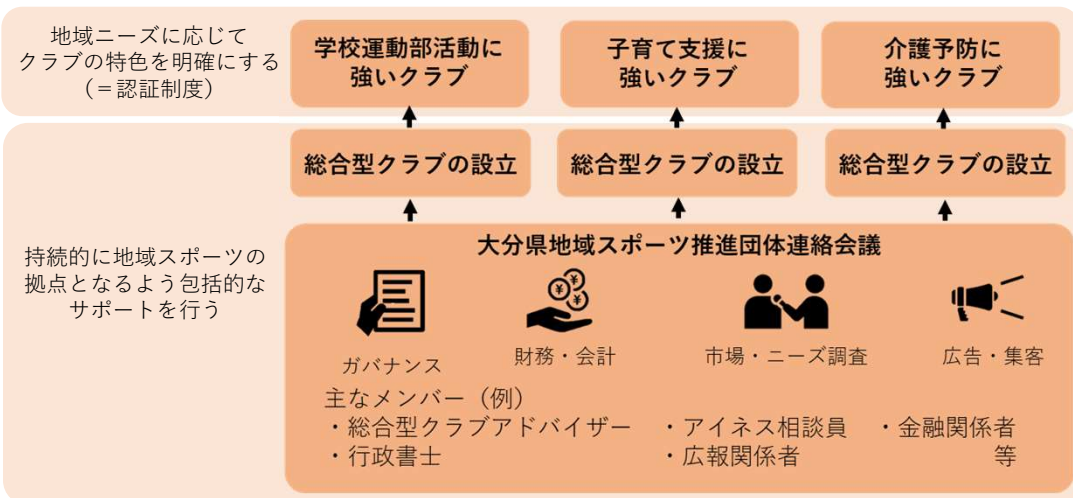 地域ニーズに応じて
クラブの特色を明確にする
(=認証制度)
学校運動部活動に
強いクラブ
子育て支援に
強いクラブ
介護予防に
強いクラブ
総合型クラブの設立
総合型クラブの設立
総合型クラブの設立
持続的に地域スポーツの
拠点となるよう包括的な
サポートを行う
大分県地域スポーツ推進団体連絡会議
¥ ¥ ¥
ガバナンス
財務・会計
市場・ニーズ調査
広告・集客
主なメンバー(例)
・総合型クラブアドバイザー ・アイネス相談員 ・金融関係者
・行政書士 ・広報関係者 等